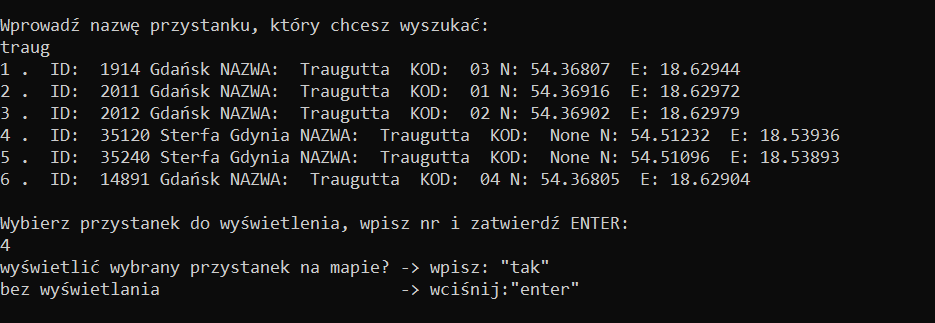 Wprowadź nazwę przystanku, który chcesz wyszukać:
traug
1 .  ID:  1914 Gdańsk NAZWA:  Traugutta  KOD:  03 N: 54.36807  E: 18.62944
2 .  ID:  2011 Gdańsk NAZWA:  Traugutta  KOD:  01 N: 54.36916  E: 18.62972
3 .  ID:  2012 Gdańsk NAZWA:  Traugutta  KOD:  02 N: 54.36902  E: 18.62979
4 .  ID:  35120 Sterfa Gdynia NAZWA:  Traugutta  KOD:  None N: 54.51232  E: 18.53936
5 .  ID:  35240 Sterfa Gdynia NAZWA:  Traugutta  KOD:  None N: 54.51096  E: 18.53893
6 .  ID:  14891 Gdańsk NAZWA:  Traugutta  KOD:  04 N: 54.36805  E: 18.62904
Wybierz przystanek do wyświetlenia, wpisz nr i zatwierdź ENTER:
4
wyświetlić wybrany przystanek na mapie? -> wpisz: "tak"
bez wyświetlania                        -> wciśnij:"enter"